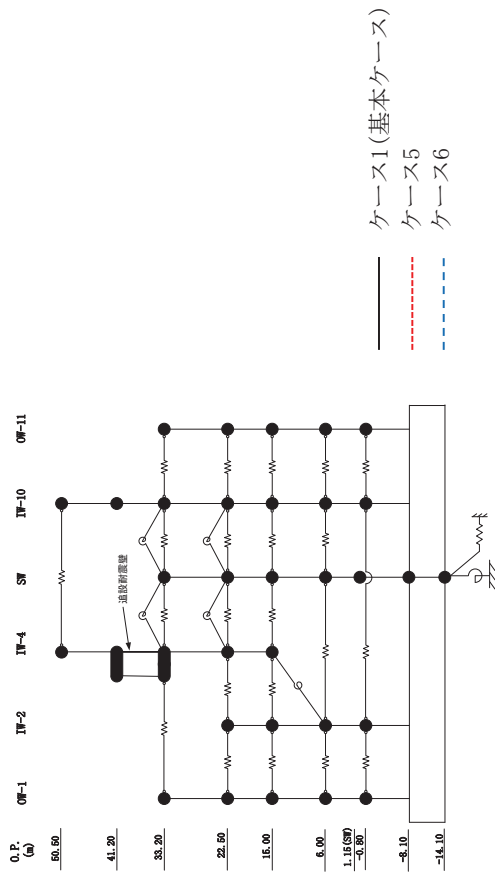 O.P.
(m)
OW-1
IW-2
IW-4
SW
IW-10
OW-11
50.50
41.20
33.20
22.50
15.00
6.00
1.15(SW)
-0.80
-8.10
-14.10
追設耐震壁
ケース1(基本ケース)
ケース5
ケース6